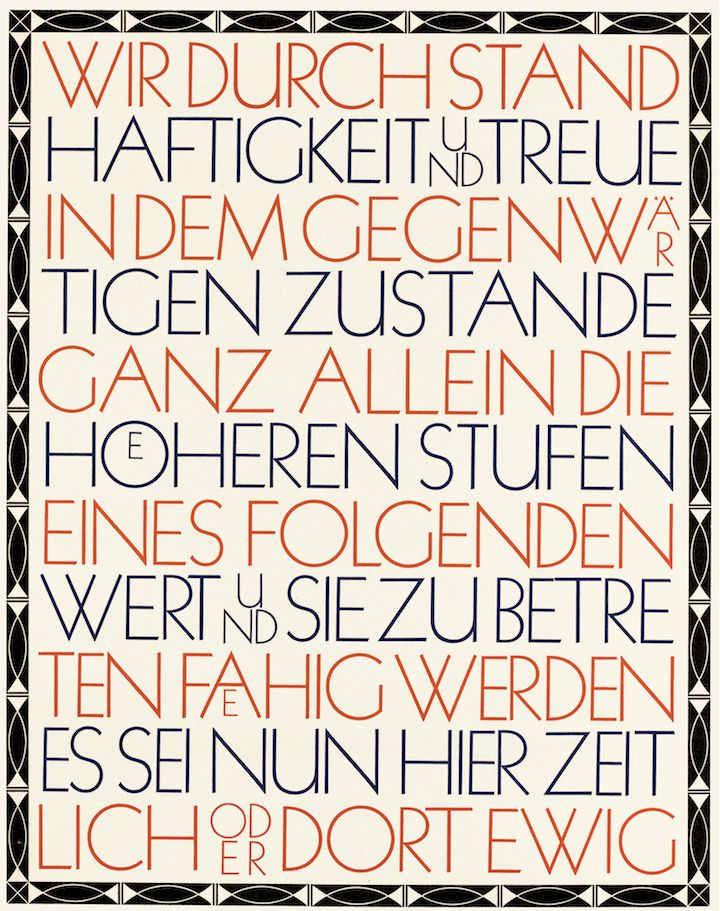 WIR DURCH STAND
HAFTIGKEIT UND TREUE
IN DEM GEGENWÄR
TIGEN ZUSTANDE
GANZ ALLEIN DIE
HOEHEREN STUFEN
EINES FOLGENDEN
WERT UND SIE ZU BETRE
TEN FAEHIG WERDEN
ES SEI NUN HIER ZEIT
LICH ODER DORT EWIG